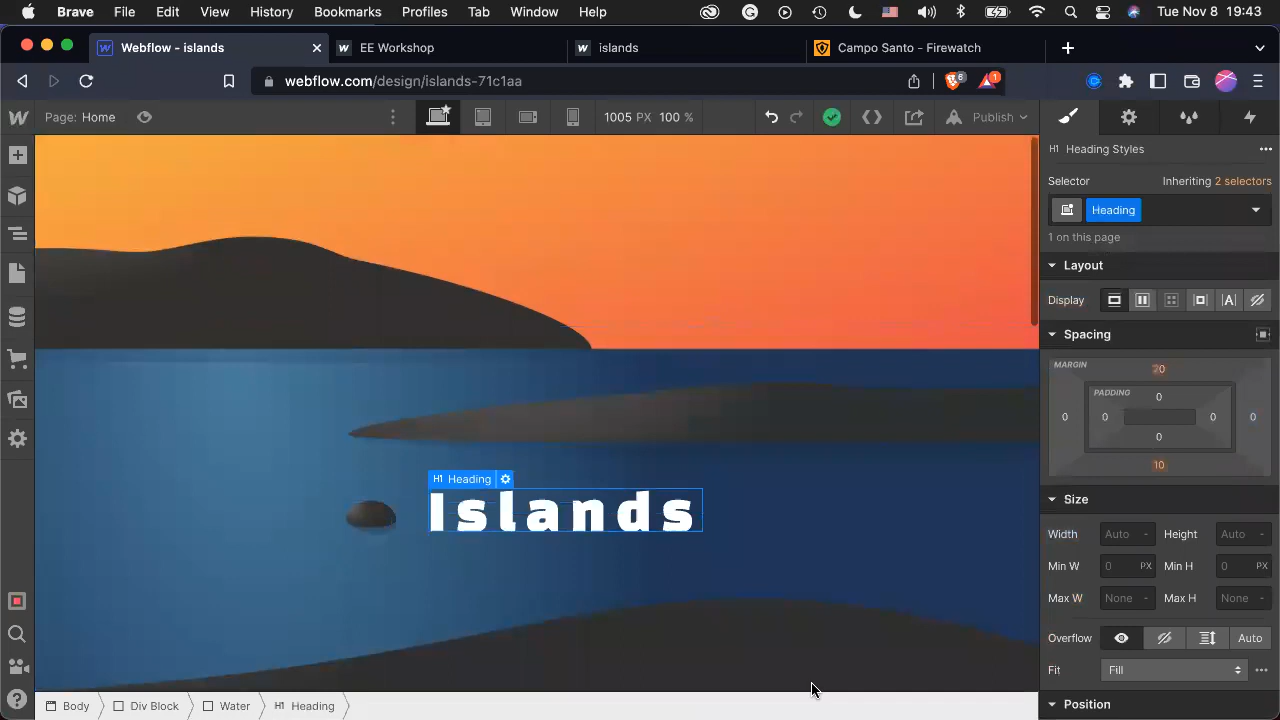 Brave File Edit View History Bookmarks Profiles Tab Window Help Tue Nov 8 19:43
Webflow - islands EE Workshop islands Campo Santo - Firewatch
webflow.com/design/islands-71c1aa 6 1
Page: Home 1005 PX 100 % Publish
H1 Heading Styles
Selector Inheriting 2 selectors
Heading
1 on this page
Layout
Display
Spacing
MARGIN 20
PADDING 0
0 0 0 0
0
10
H1 Heading
Islands
Size
Width Auto - Height Auto -
Min W 0 PX Min H 0 PX
Max W None - Max H None -
Overflow Auto
Fit Fill
Position
Body Div Block Water H1 Heading